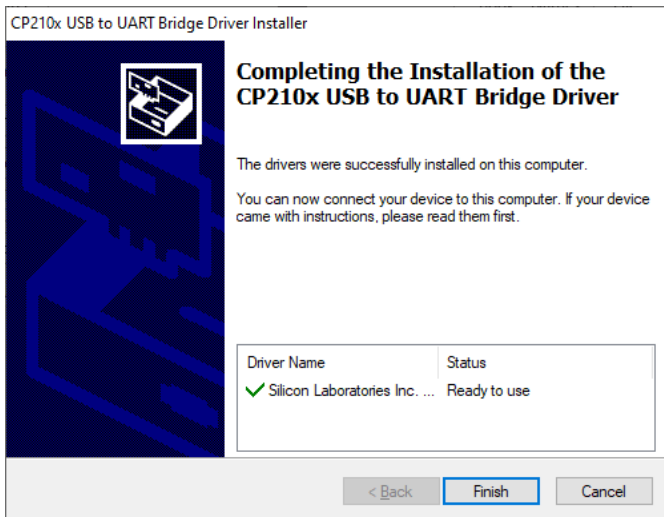 CP210x USB to UART Bridge Driver Installer
Completing the Installation of the
CP210x USB to UART Bridge Driver
The drivers were successfully installed on this computer.
You can now connect your device to this computer. If your device
came with instructions, please read them first.
Driver Name Status
Silicon Laboratories Inc. ... Ready to use
< Back Finish Cancel